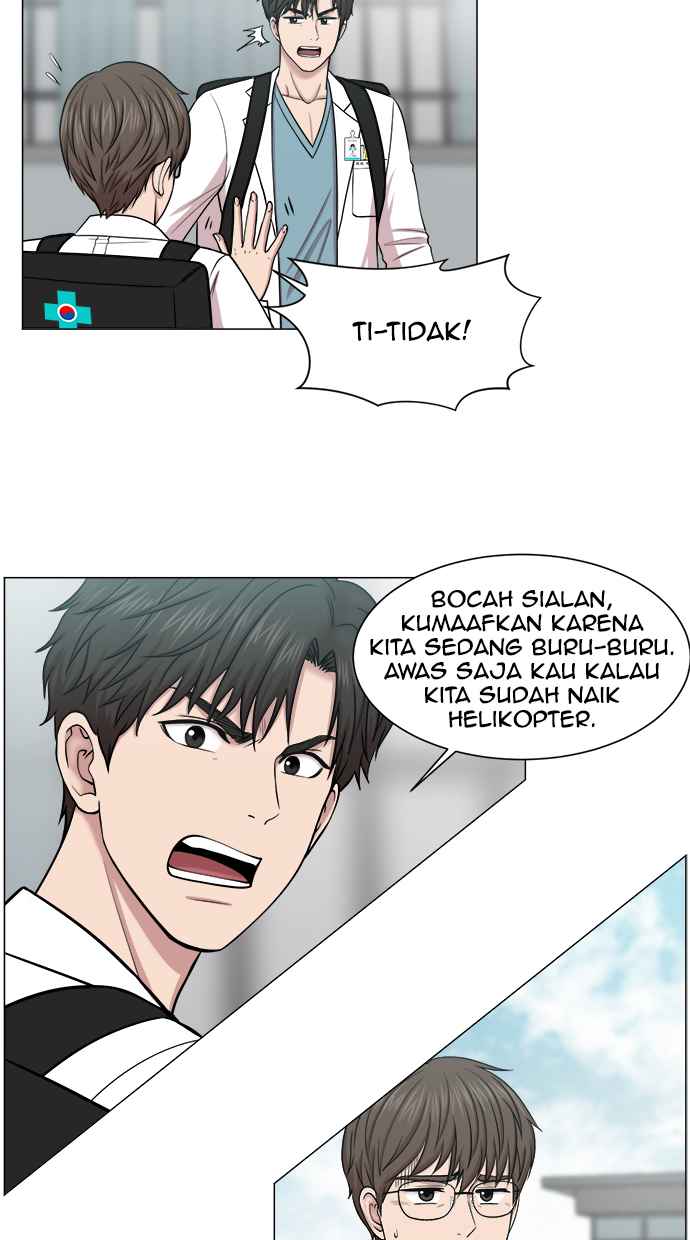 TI-TIDAK!
BOCAH SIALAN,
KUMAAFKAN KARENA
KITA SEDANG BURU-BURU.
AWAS SAJA KAU KALAU
KITA SUDAH NAIK
HELIKOPTER.